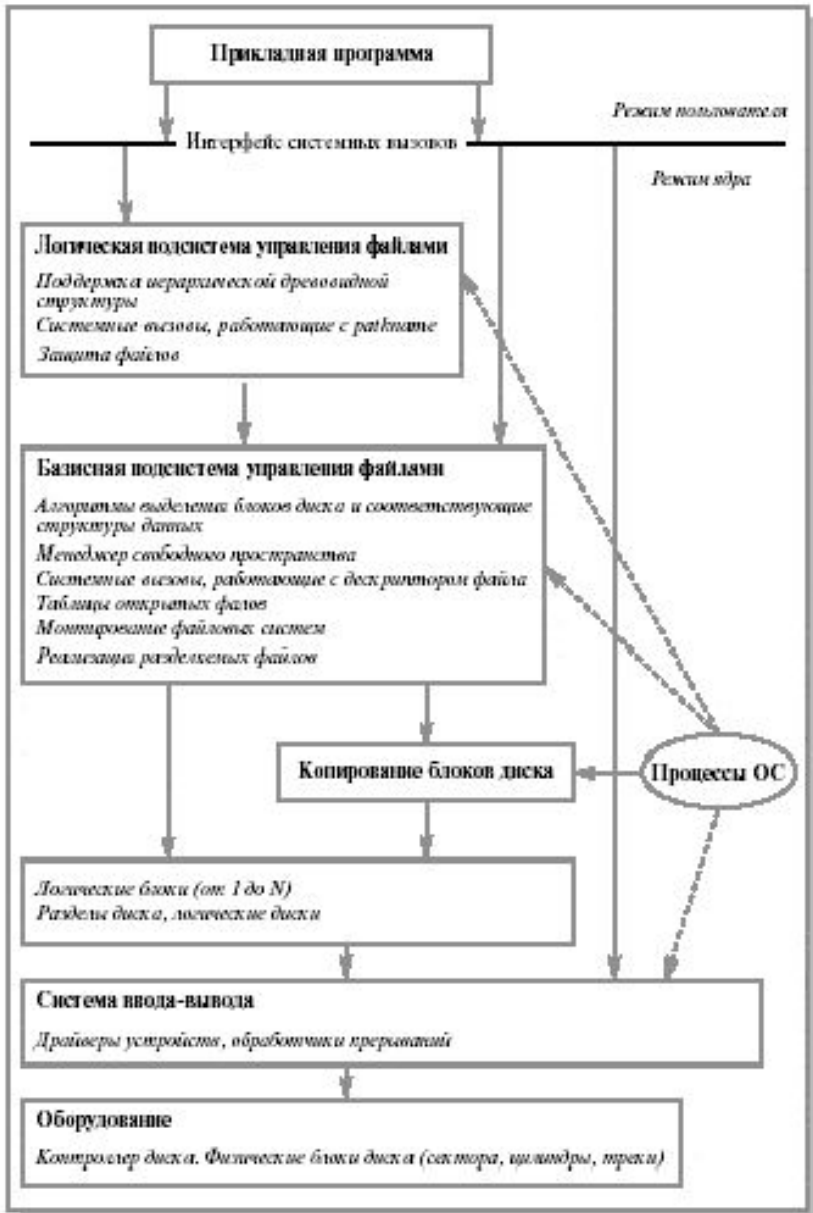 Прикладная программа
Режим пользователя
Интерфейс системных вызовов
Режим ядра
Логическая подсистема управления файлами
Поддержка иерархической древовидной
структуры
Системные вызовы, работающие с pathname
Защита файлов
Базисная подсистема управления файлами
Алгоритмы выделения блоков диска и соответствующие
структуры данных
Менеджер свободного пространства
Системные вызовы, работающие с дескриптором файла
Таблицы открытых фалов
Монтирование файловых систем
Реализация разделяемых файлов
Копирование блоков диска
Процессы ОС
Логические блоки (от 1 до N)
Разделы диска, логические диски
Система ввода-вывода
Драйверы устройств, обработчики прерываний
Оборудование
Контроллер диска. Физические блоки диска (сектора, цилиндры, треки)